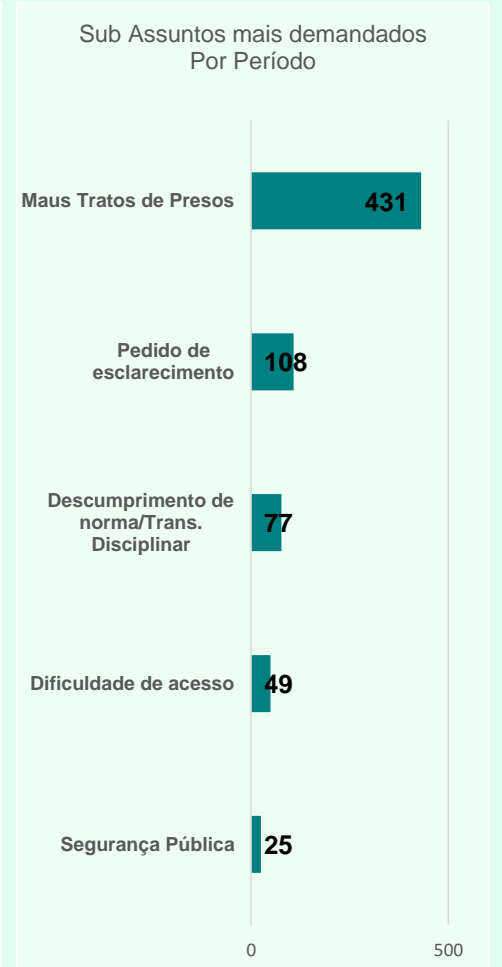 Sub Assuntos mais demandados
Por Período
Maus Tratos de Presos
431
Pedido de
esclarecimento
108
Descumprimento de
norma/Trans.
Disciplinar
77
Dificuldade de acesso
49
Segurança Pública
25
0
500